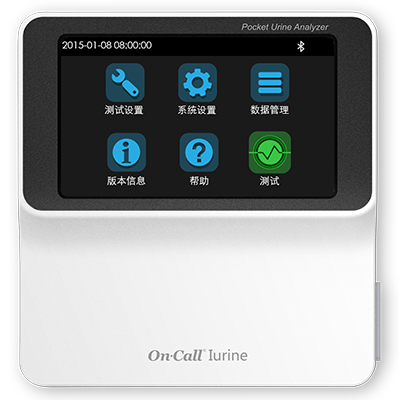 Pocket Urine Analyzer
2015-01-08 08:00:00
测试设置 系统设置 数据管理
版本信息 帮助 测试
On·Call® Iurine